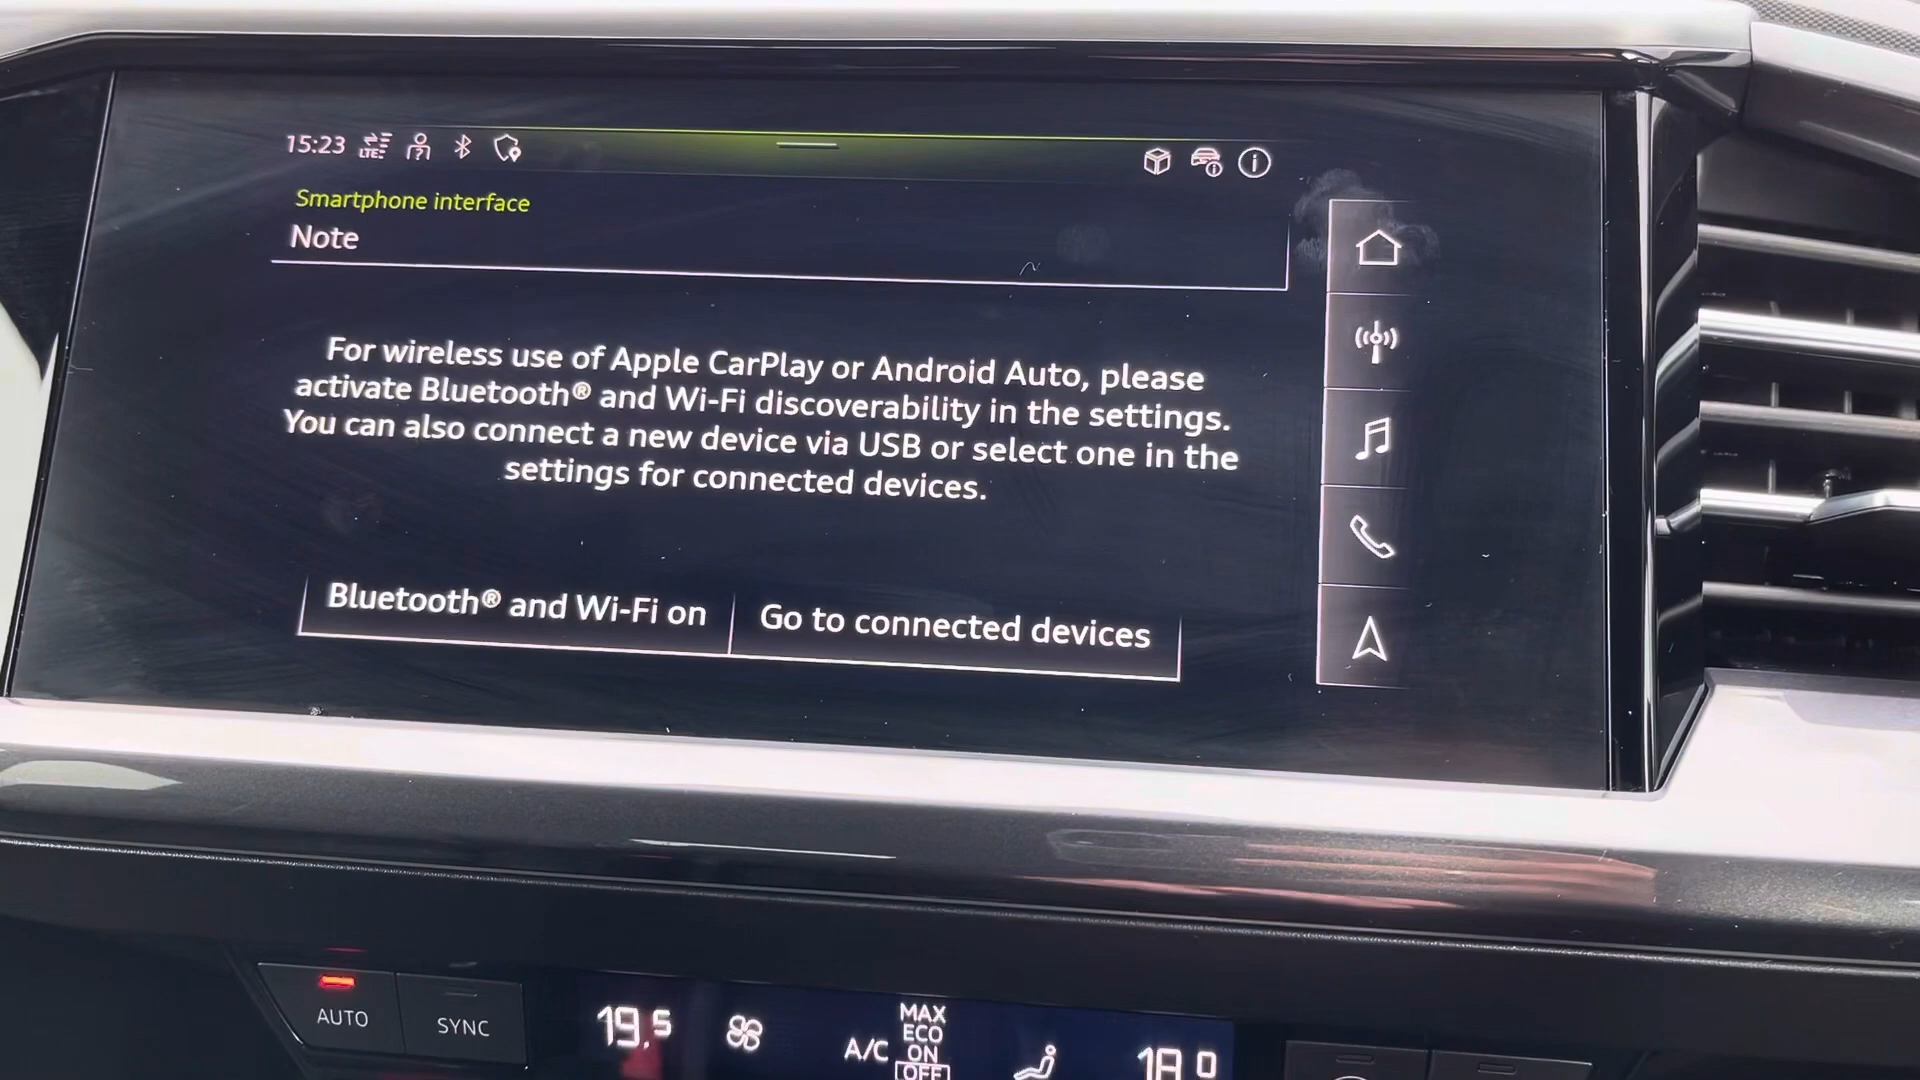 15:23 LTE
Smartphone interface
Note
For wireless use of Apple CarPlay or Android Auto, please
activate Bluetooth® and Wi-Fi discoverability in the settings.
You can also connect a new device via USB or select one in the
settings for connected devices.
Bluetooth® and Wi-Fi on
Go to connected devices
AUTO
SYNC
19.5
A/C
MAX
ECO
ON
OFF
18.0